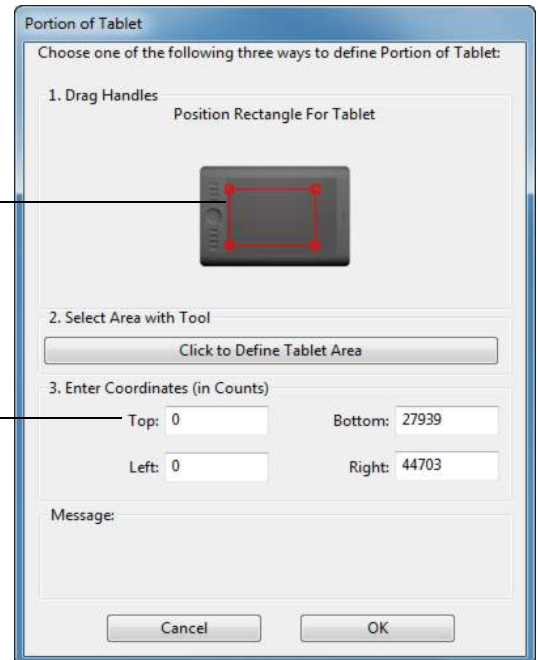 Portion of Tablet
Choose one of the following three ways to define Portion of Tablet:
1. Drag Handles
Position Rectangle For Tablet
2. Select Area with Tool
Click to Define Tablet Area
3. Enter Coordinates (in Counts)
Top: 0 Bottom: 27939
Left: 0 Right: 44703
Message:
Cancel OK